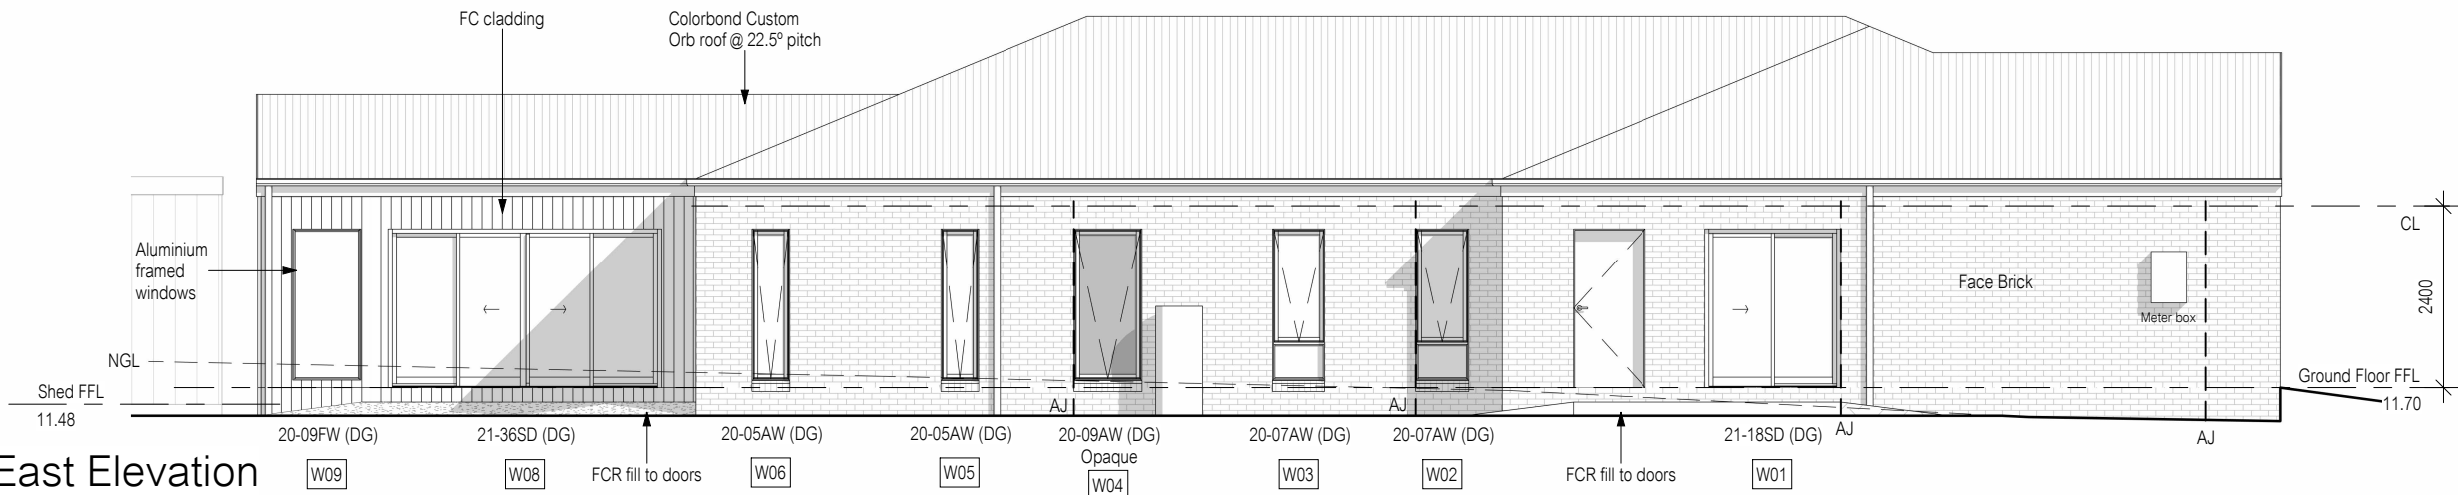 FC cladding
Colorbond Custom
Orb roof @ 22.5º pitch
Aluminium
framed
windows
CL
2400
Face Brick
Meter box
NGL
Shed FFL
11.48
Ground Floor FFL
11.70
AJ
AJ
AJ
AJ
20-09FW (DG)
21-36SD (DG)
20-05AW (DG)
20-05AW (DG)
20-09AW (DG)
Opaque
20-07AW (DG)
20-07AW (DG)
21-18SD (DG)
East Elevation
W09
W08
FCR fill to doors
W06
W05
W04
W03
W02
FCR fill to doors
W01